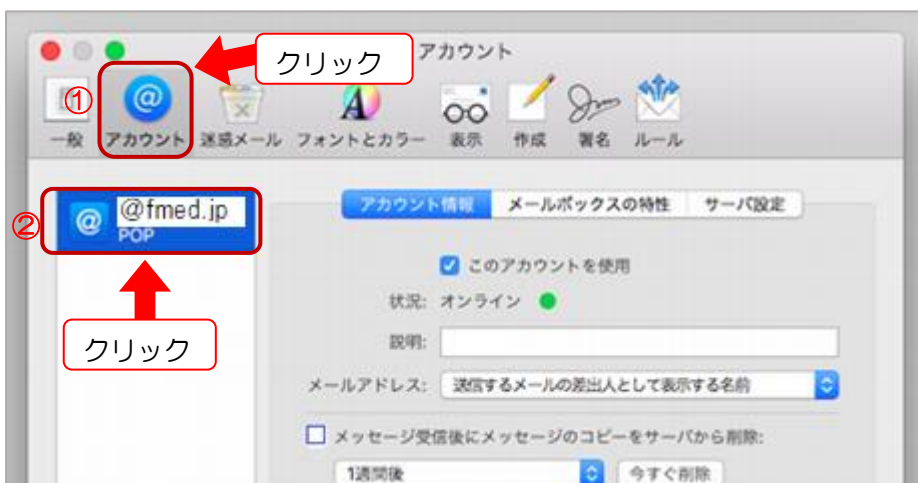 アカウント
クリック
①
一般 アカウント 迷惑メール フォントとカラー 表示 作成 署名 ルール
②
@fmed.jp
POP
クリック
アカウント情報 メールボックスの特性 サーバ設定
このアカウントを使用
状況: オンライン
説明:
メールアドレス: 送信するメールの差出人として表示する名前
メッセージ受信後にメッセージのコピーをサーバから削除:
1週間後 今すぐ削除